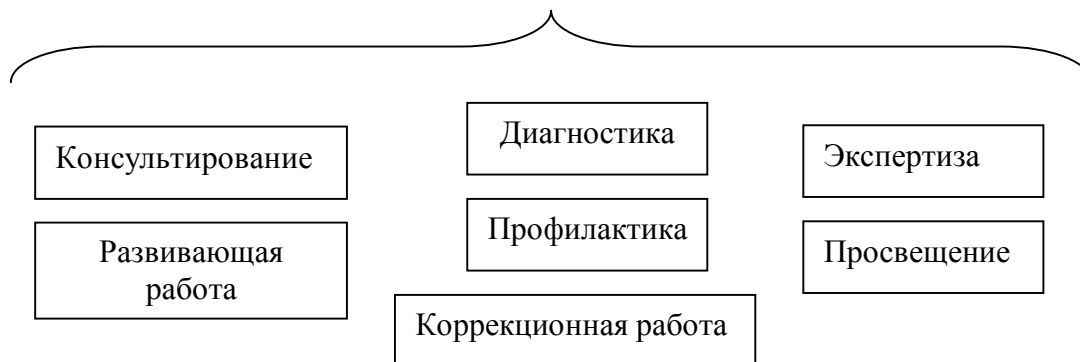 Консультирование
Развивающая
работа
Диагностика
Профилактика
Коррекционная работа
Экспертиза
Просвещение